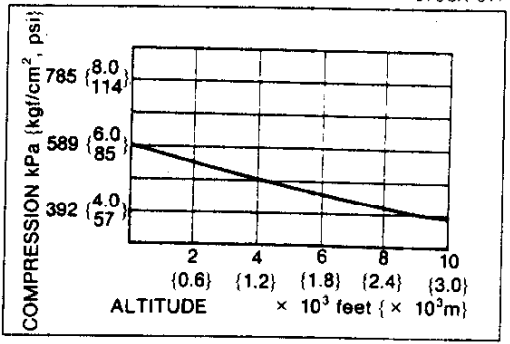 COMPRESSION kPa {kgf/cm², psi}
785 {8.0
114}
589 {6.0
85}
392 {4.0
57}
2 4 6 8 10
{0.6} {1.2} {1.8} {2.4} {3.0}
ALTITUDE × 10³ feet { × 10³m}